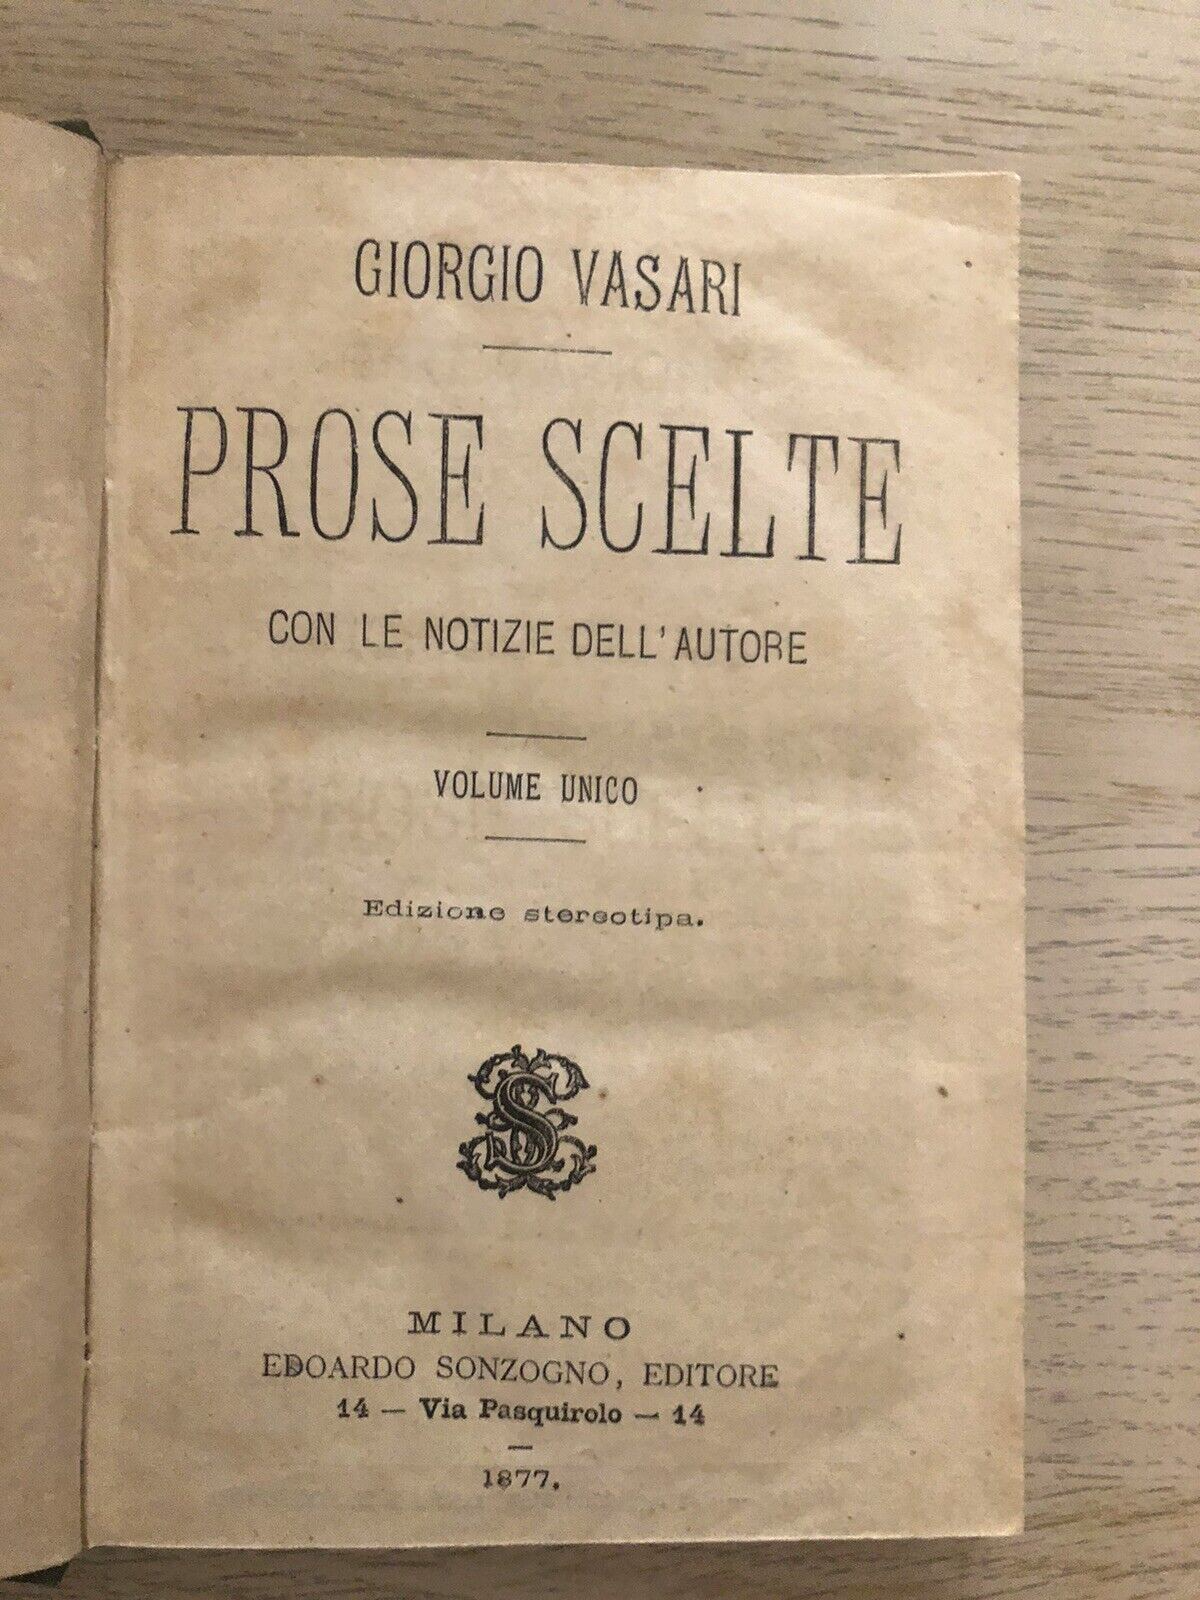 GIORGIO VASARI
PROSE SCELTE
CON LE NOTIZIE DELL'AUTORE
VOLUME UNICO
Edizione stereotipa.
MILANO
EDOARDO SONZOGNO, EDITORE
14 — Via Pasquirolo — 14
1877.